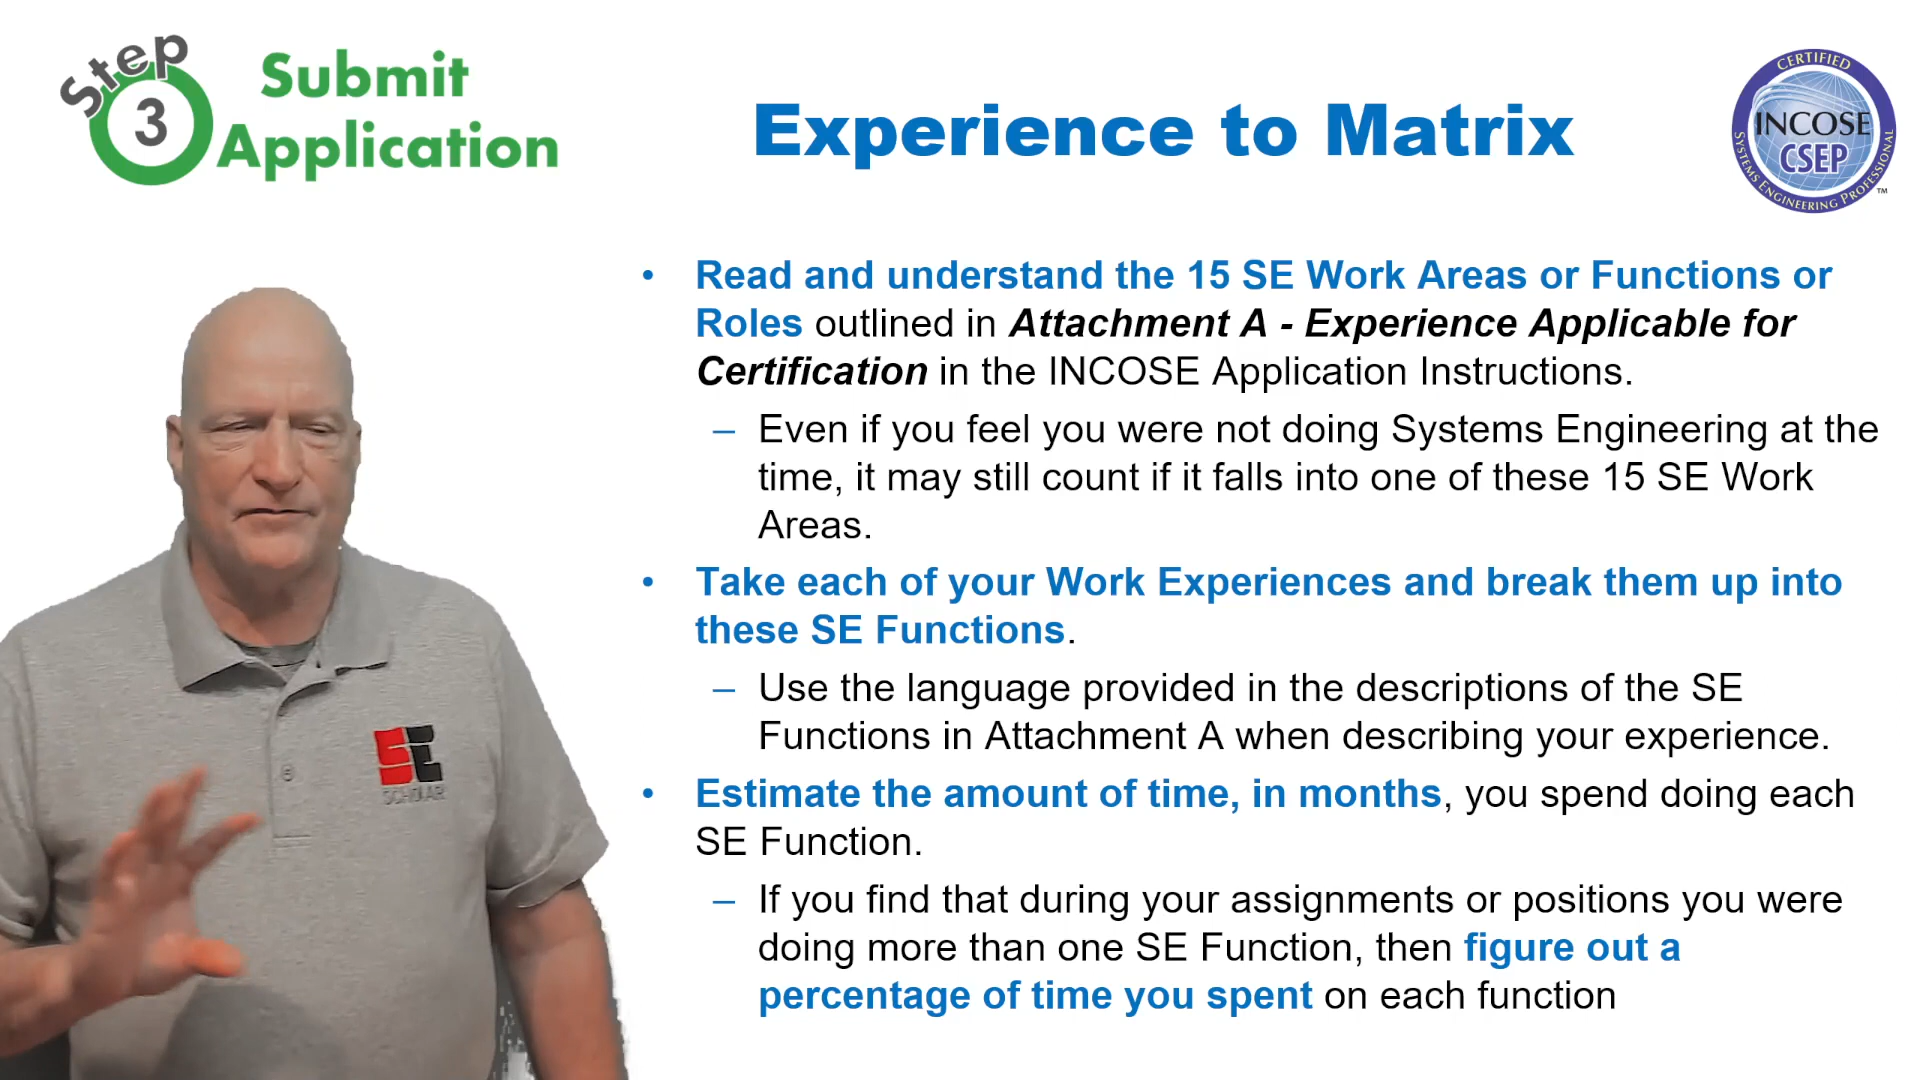 Step
3
Submit
Application
Experience to Matrix
CERTIFIED
INCOSE
CSEP
SYSTEMS ENGINEERING PROFESSIONAL
™
• Read and understand the 15 SE Work Areas or Functions or
Roles outlined in Attachment A - Experience Applicable for
Certification in the INCOSE Application Instructions.
– Even if you feel you were not doing Systems Engineering at the
time, it may still count if it falls into one of these 15 SE Work
Areas.
• Take each of your Work Experiences and break them up into
these SE Functions.
– Use the language provided in the descriptions of the SE
Functions in Attachment A when describing your experience.
• Estimate the amount of time, in months, you spend doing each
SE Function.
– If you find that during your assignments or positions you were
doing more than one SE Function, then figure out a
percentage of time you spent on each function
SE
SCHOLAR